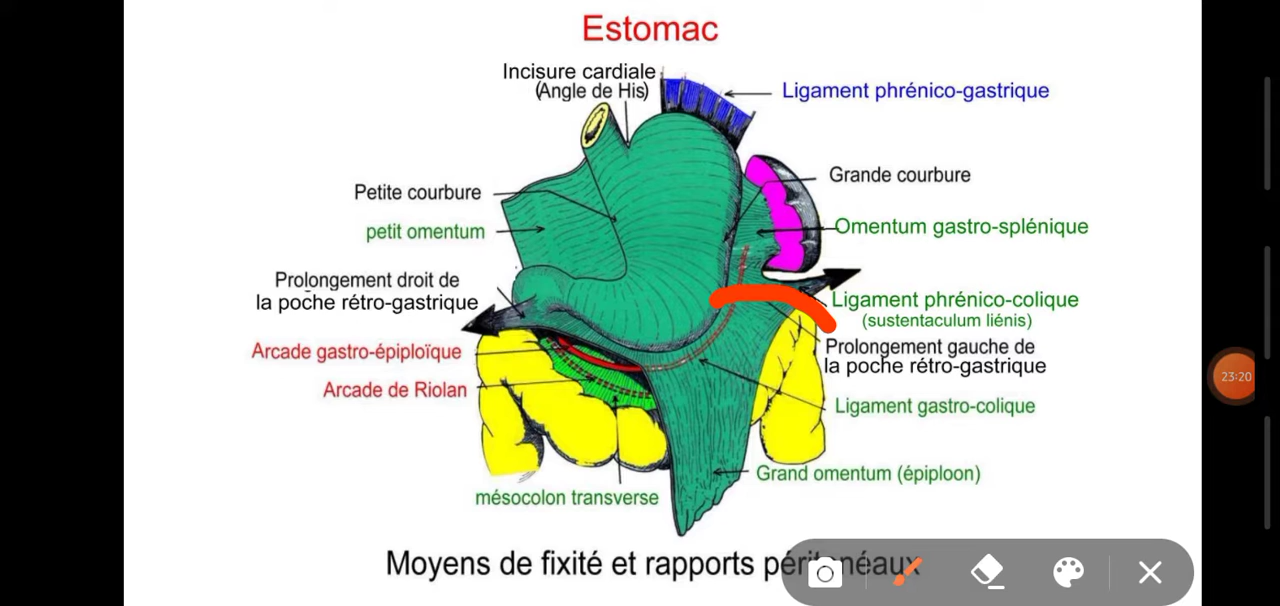 Estomac
Incisure cardiale
(Angle de His)
Ligament phrénico-gastrique
Grande courbure
Petite courbure
petit omentum
Omentum gastro-splénique
Prolongement droit de
la poche rétro-gastrique
Ligament phrénico-colique
(sustentaculum liénis)
Prolongement gauche de
la poche rétro-gastrique
Arcade gastro-épiploïque
Arcade de Riolan
Ligament gastro-colique
Grand omentum (épiploon)
mésocolon transverse
Moyens de fixité et rapports péritonéaux
23:20